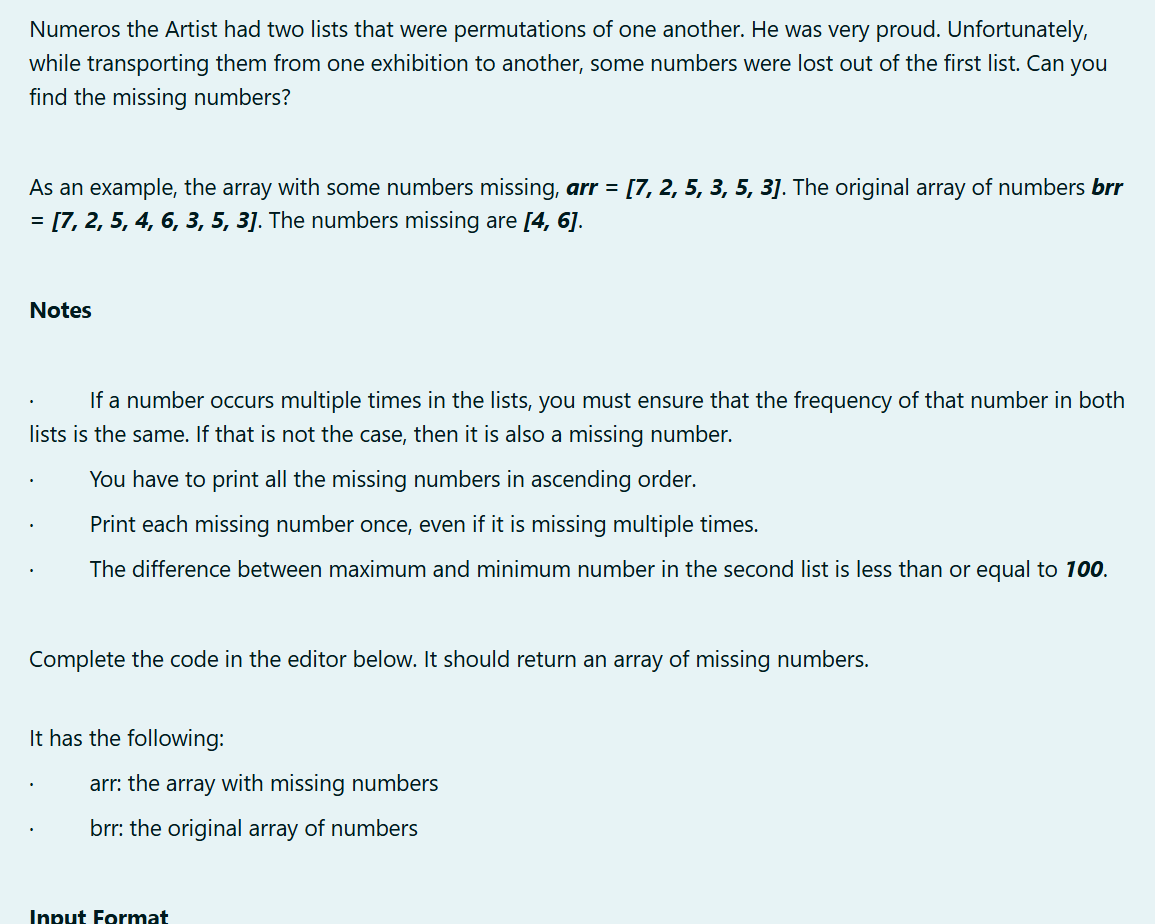 Numeros the Artist had two lists that were permutations of one another. He was very proud. Unfortunately,
while transporting them from one exhibition to another, some numbers were lost out of the first list. Can you
find the missing numbers?
As an example, the array with some numbers missing, arr = [7, 2, 5, 3, 5, 3]. The original array of numbers brr
= [7, 2, 5, 4, 6, 3, 5, 3]. The numbers missing are [4, 6].
Notes
· If a number occurs multiple times in the lists, you must ensure that the frequency of that number in both
lists is the same. If that is not the case, then it is also a missing number.
· You have to print all the missing numbers in ascending order.
· Print each missing number once, even if it is missing multiple times.
· The difference between maximum and minimum number in the second list is less than or equal to 100.
Complete the code in the editor below. It should return an array of missing numbers.
It has the following:
· arr: the array with missing numbers
· brr: the original array of numbers
Input Format